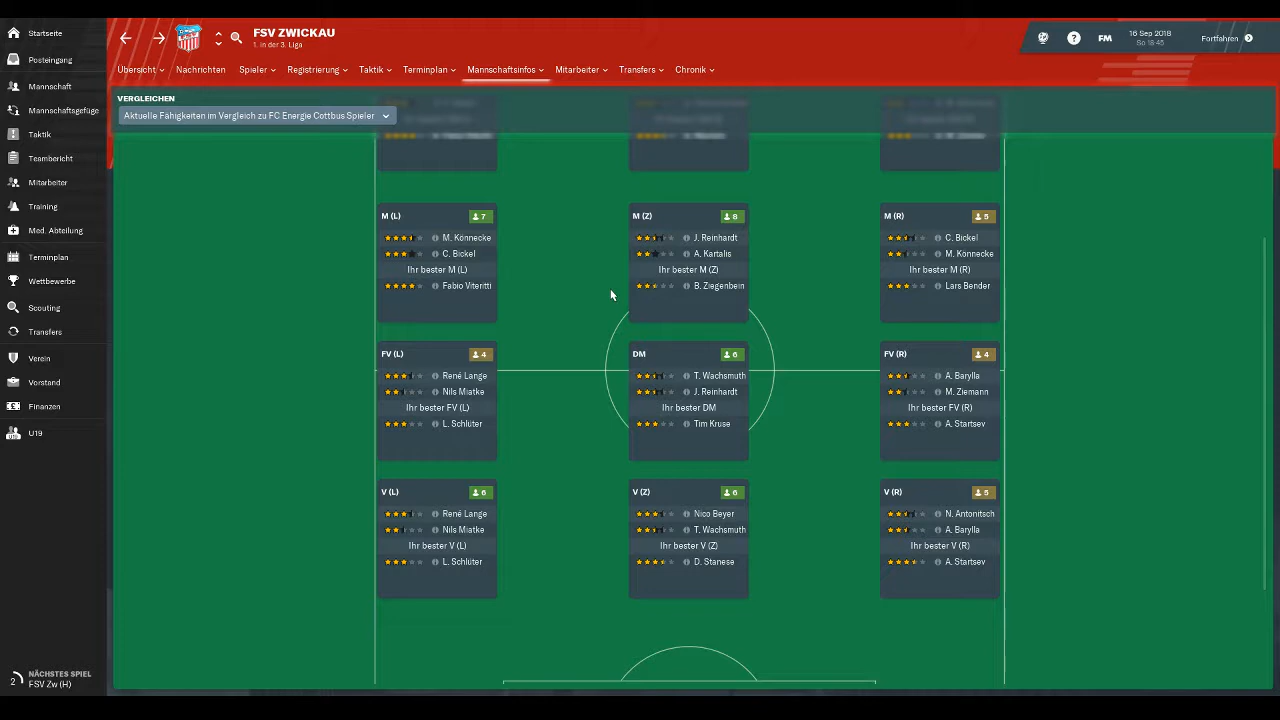 Startseite
Posteingang
Mannschaft
Mannschaftsgefüge
Taktik
Teambericht
Mitarbeiter
Training
Med. Abteilung
Terminplan
Wettbewerbe
Scouting
Transfers
Verein
Vorstand
Finanzen
U19
U19
2
NÄCHSTES SPIEL
FSV Zw (H)
FSV ZWICKAU
1. in der 3. Liga
? FM 16 Sep 2018
So 18:45
Fortfahren
Übersicht Nachrichten Spieler Registrierung Taktik Terminplan Mannschaftsinfos Mitarbeiter Transfers Chronik
VERGLEICHEN
Aktuelle Fähigkeiten im Vergleich zu FC Energie Cottbus Spieler
M (L) 7
M. Könnecke
C. Bickel
Ihr bester M (L)
Fabio Viteritti
M (Z) 8
J. Reinhardt
A. Kartalis
Ihr bester M (Z)
B. Ziegenbein
M (R) 5
C. Bickel
M. Könnecke
Ihr bester M (R)
Lars Bender
FV (L) 4
René Lange
Nils Miatke
Ihr bester FV (L)
L. Schlüter
DM 6
T. Wachsmuth
J. Reinhardt
Ihr bester DM
Tim Kruse
FV (R) 4
A. Barylla
M. Ziemann
Ihr bester FV (R)
A. Startsev
V (L) 6
René Lange
Nils Miatke
Ihr bester V (L)
L. Schlüter
V (Z) 6
Nico Beyer
T. Wachsmuth
Ihr bester V (Z)
D. Stanese
V (R) 5
N. Antonitsch
A. Barylla
Ihr bester V (R)
A. Startsev